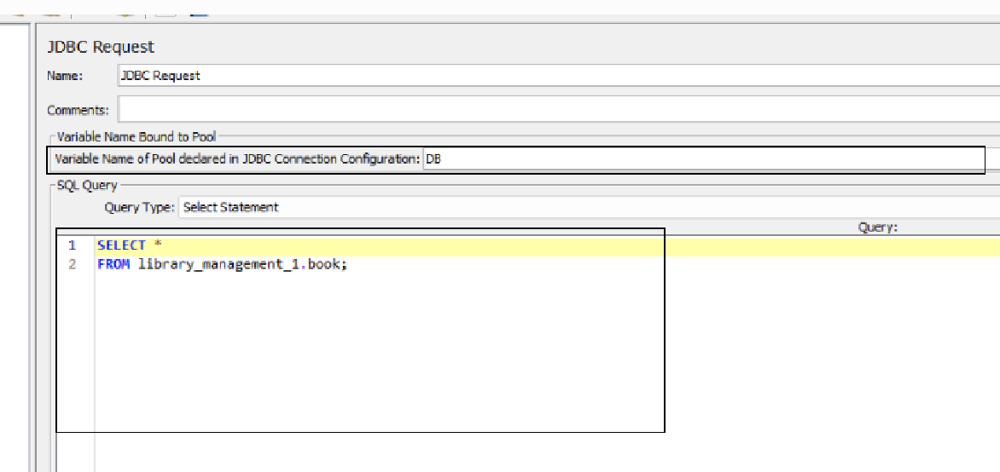 JDBC Request
Name: JDBC Request
Comments:
Variable Name Bound to Pool
Variable Name of Pool declared in JDBC Connection Configuration: DB
SQL Query
Query Type: Select Statement
Query:
1 SELECT *
2 FROM library_management_1.book;